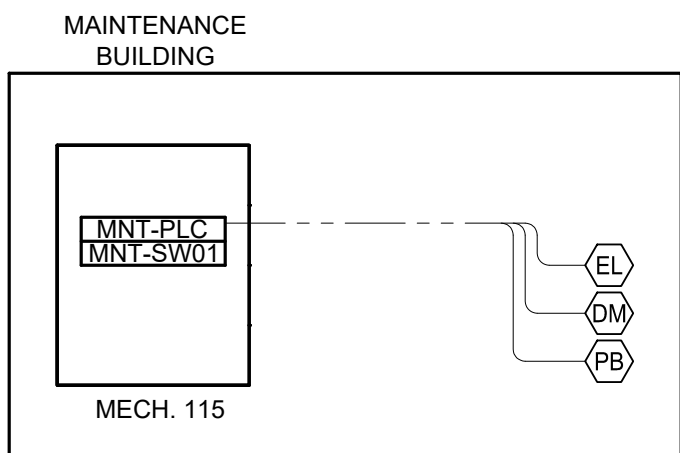 MAINTENANCE
BUILDING
MNT-PLC
MNT-SW01
EL
DM
PB
MECH. 115